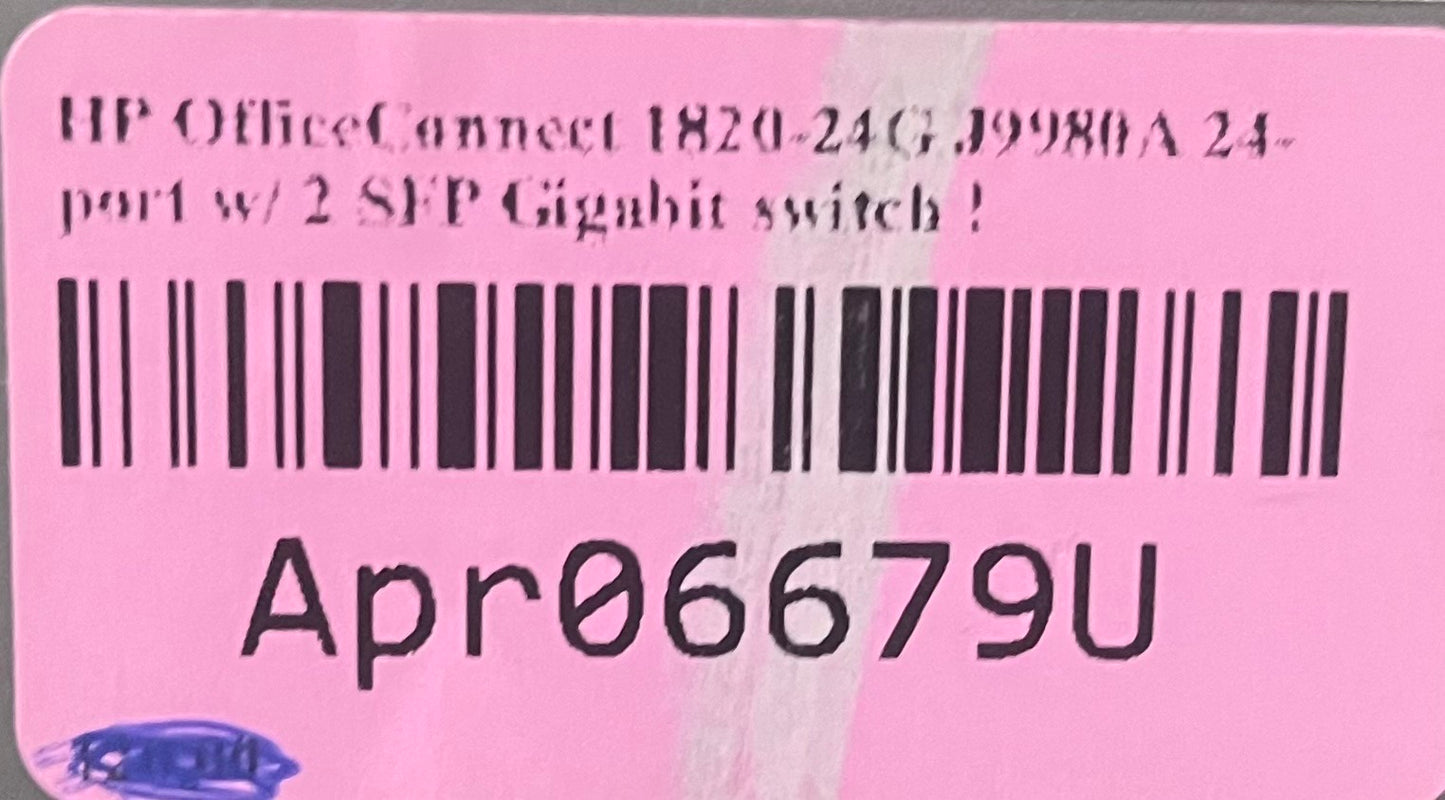 HP OfficeConnect 1820-24G J9980A 24-
port w/ 2 SFP Gigabit switch !
Apr06679U